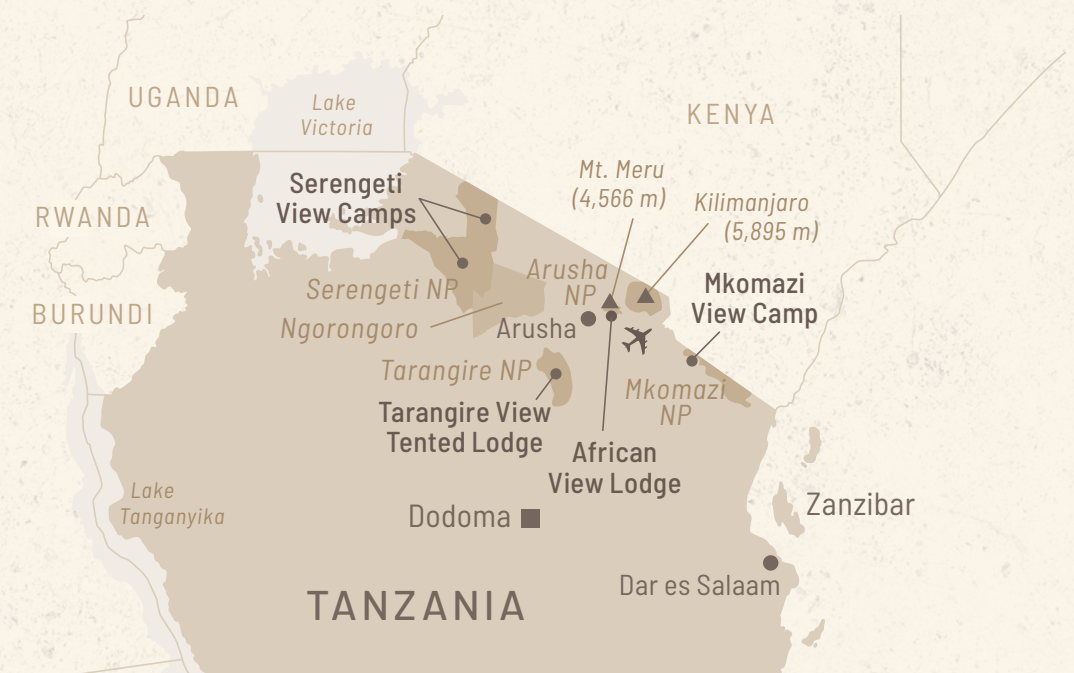 UGANDA
Lake
Victoria
KENYA
Mt. Meru
(4,566 m)
Kilimanjaro
(5,895 m)
Serengeti
View Camps
RWANDA
Serengeti NP
Arusha
NP
Mkomazi
View Camp
BURUNDI
Ngorongoro
Arusha
Tarangire NP
Mkomazi
NP
Tarangire View
Tented Lodge
African
View Lodge
Lake
Tanganyika
Dodoma
Zanzibar
Dar es Salaam
TANZANIA